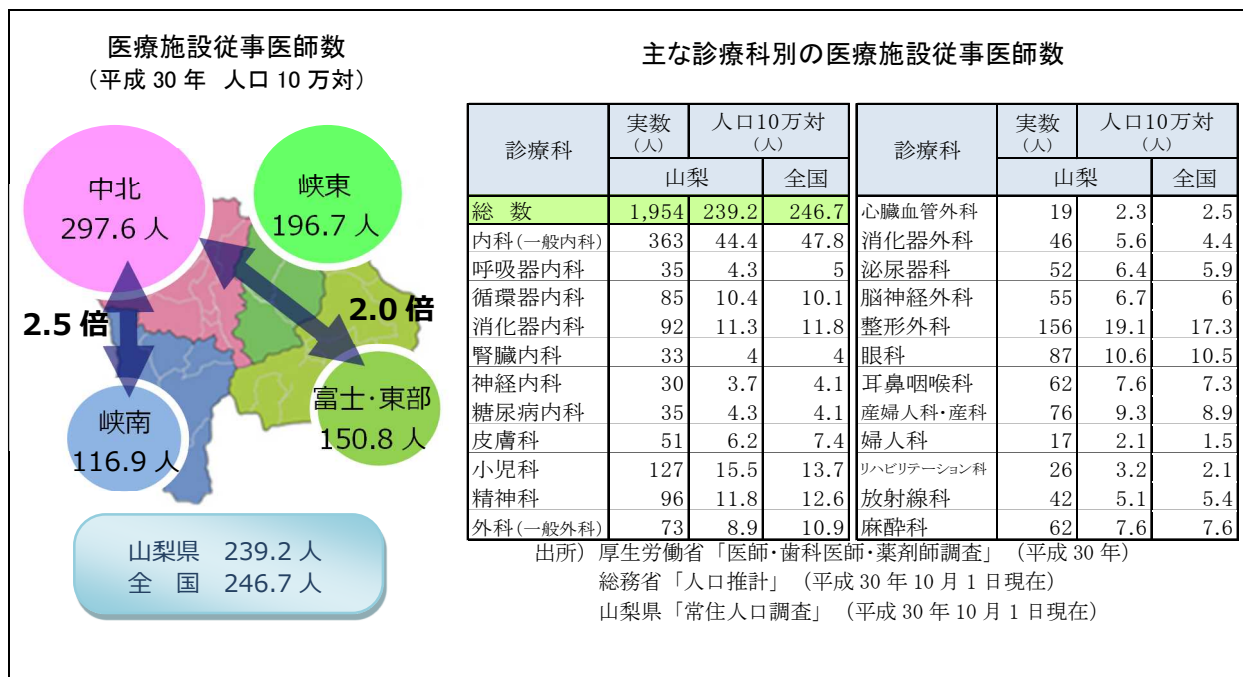 医療施設従事医師数
（平成 30 年 人口 10 万対）
中北
297.6 人
峡東
196.7 人
2.5 倍
2.0 倍
峡南
116.9 人
富士・東部
150.8 人
山梨県 239.2 人
全 国 246.7 人
主な診療科別の医療施設従事医師数
診療科 実数(人) 人口10万対(人) 診療科 実数(人) 人口10万対(人)
山梨 全国 山梨 全国
総 数 1,954 239.2 246.7 心臓血管外科 19 2.3 2.5
内科(一般内科) 363 44.4 47.8 消化器外科 46 5.6 4.4
呼吸器内科 35 4.3 5 泌尿器科 52 6.4 5.9
循環器内科 85 10.4 10.1 脳神経外科 55 6.7 6
消化器内科 92 11.3 11.8 整形外科 156 19.1 17.3
腎臓内科 33 4 4 眼科 87 10.6 10.5
神経内科 30 3.7 4.1 耳鼻咽喉科 62 7.6 7.3
糖尿病内科 35 4.3 4.1 産婦人科・産科 76 9.3 8.9
皮膚科 51 6.2 7.4 婦人科 17 2.1 1.5
小児科 127 15.5 13.7 リハビリテーション科 26 3.2 2.1
精神科 96 11.8 12.6 放射線科 42 5.1 5.4
外科(一般外科) 73 8.9 10.9 麻酔科 62 7.6 7.6
出所）厚生労働省「医師・歯科医師・薬剤師調査」（平成 30 年）
総務省「人口推計」（平成 30 年 10 月 1 日現在）
山梨県「常住人口調査」（平成 30 年 10 月 1 日現在）